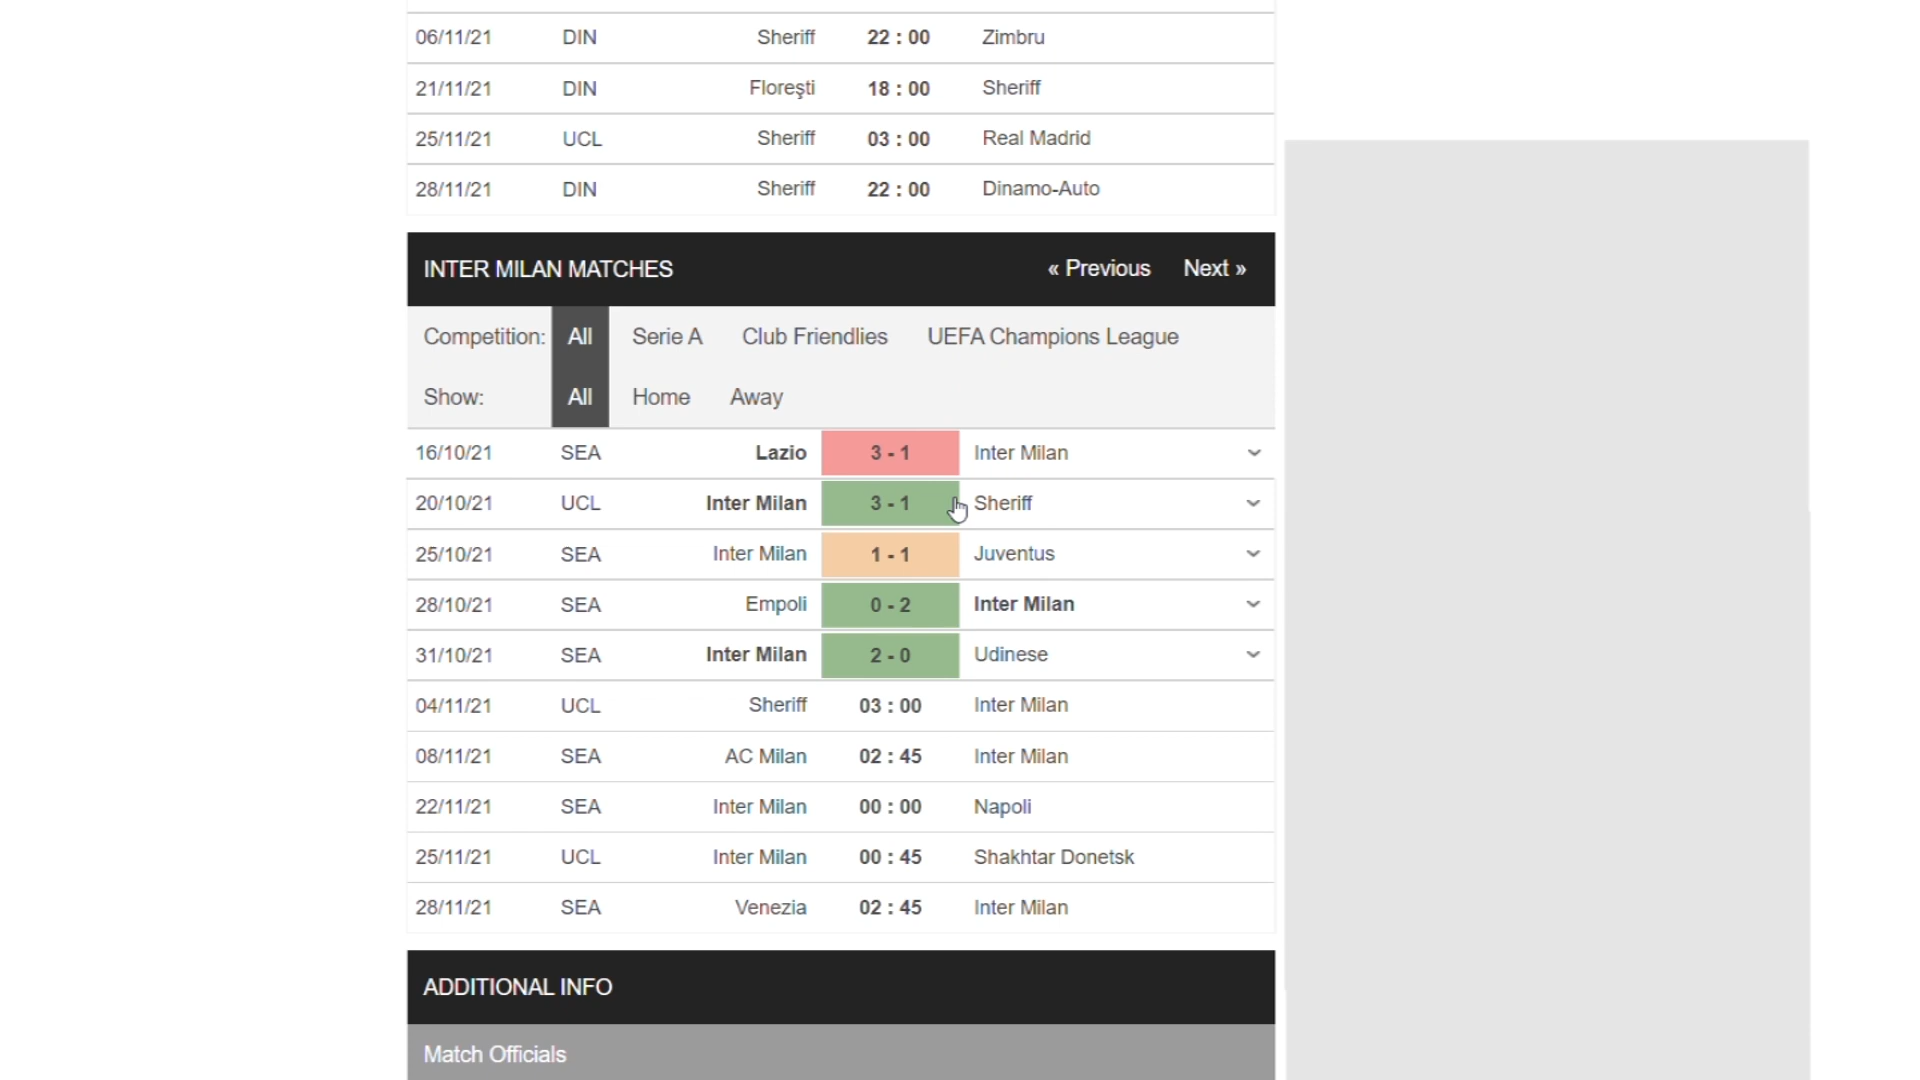 06/11/21 DIN Sheriff 22 : 00 Zimbru
21/11/21 DIN Floreşti 18 : 00 Sheriff
25/11/21 UCL Sheriff 03 : 00 Real Madrid
28/11/21 DIN Sheriff 22 : 00 Dinamo-Auto
INTER MILAN MATCHES « Previous Next »
Competition: All Serie A Club Friendlies UEFA Champions League
Show: All Home Away
16/10/21 SEA Lazio 3 - 1 Inter Milan
20/10/21 UCL Inter Milan 3 - 1 Sheriff
25/10/21 SEA Inter Milan 1 - 1 Juventus
28/10/21 SEA Empoli 0 - 2 Inter Milan
31/10/21 SEA Inter Milan 2 - 0 Udinese
04/11/21 UCL Sheriff 03 : 00 Inter Milan
08/11/21 SEA AC Milan 02 : 45 Inter Milan
22/11/21 SEA Inter Milan 00 : 00 Napoli
25/11/21 UCL Inter Milan 00 : 45 Shakhtar Donetsk
28/11/21 SEA Venezia 02 : 45 Inter Milan
ADDITIONAL INFO
Match Officials